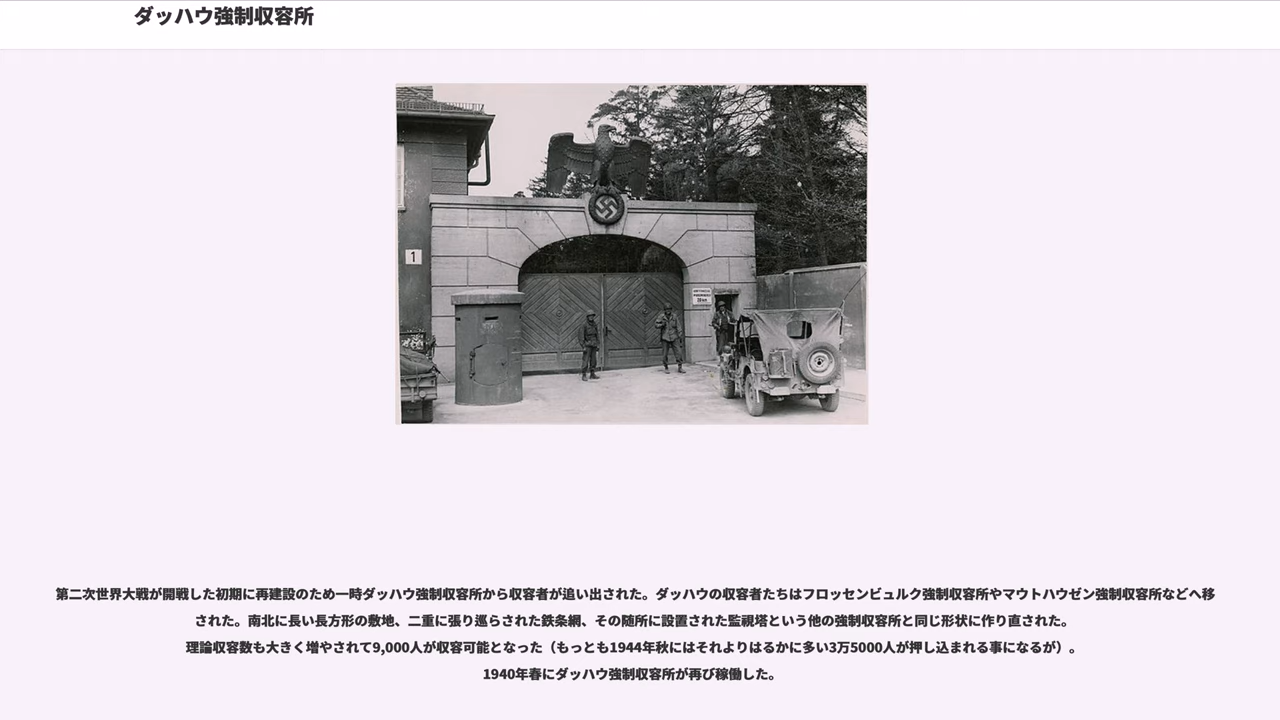 ダッハウ強制収容所
1
第二次世界大戦が開戦した初期に再建設のため一時ダッハウ強制収容所から収容者が追い出された。ダッハウの収容者たちはフロッセンビュルク強制収容所やマウトハウゼン強制収容所などへ移
された。南北に長い長方形の敷地、二重に張り巡らされた鉄条網、その随所に設置された監視塔という他の強制収容所と同じ形状に作り直された。
理論収容数も大きく増やされて9,000人が収容可能となった（もっとも1944年秋にはそれよりはるかに多い3万5000人が押し込まれる事になるが）。
1940年春にダッハウ強制収容所が再び稼働した。